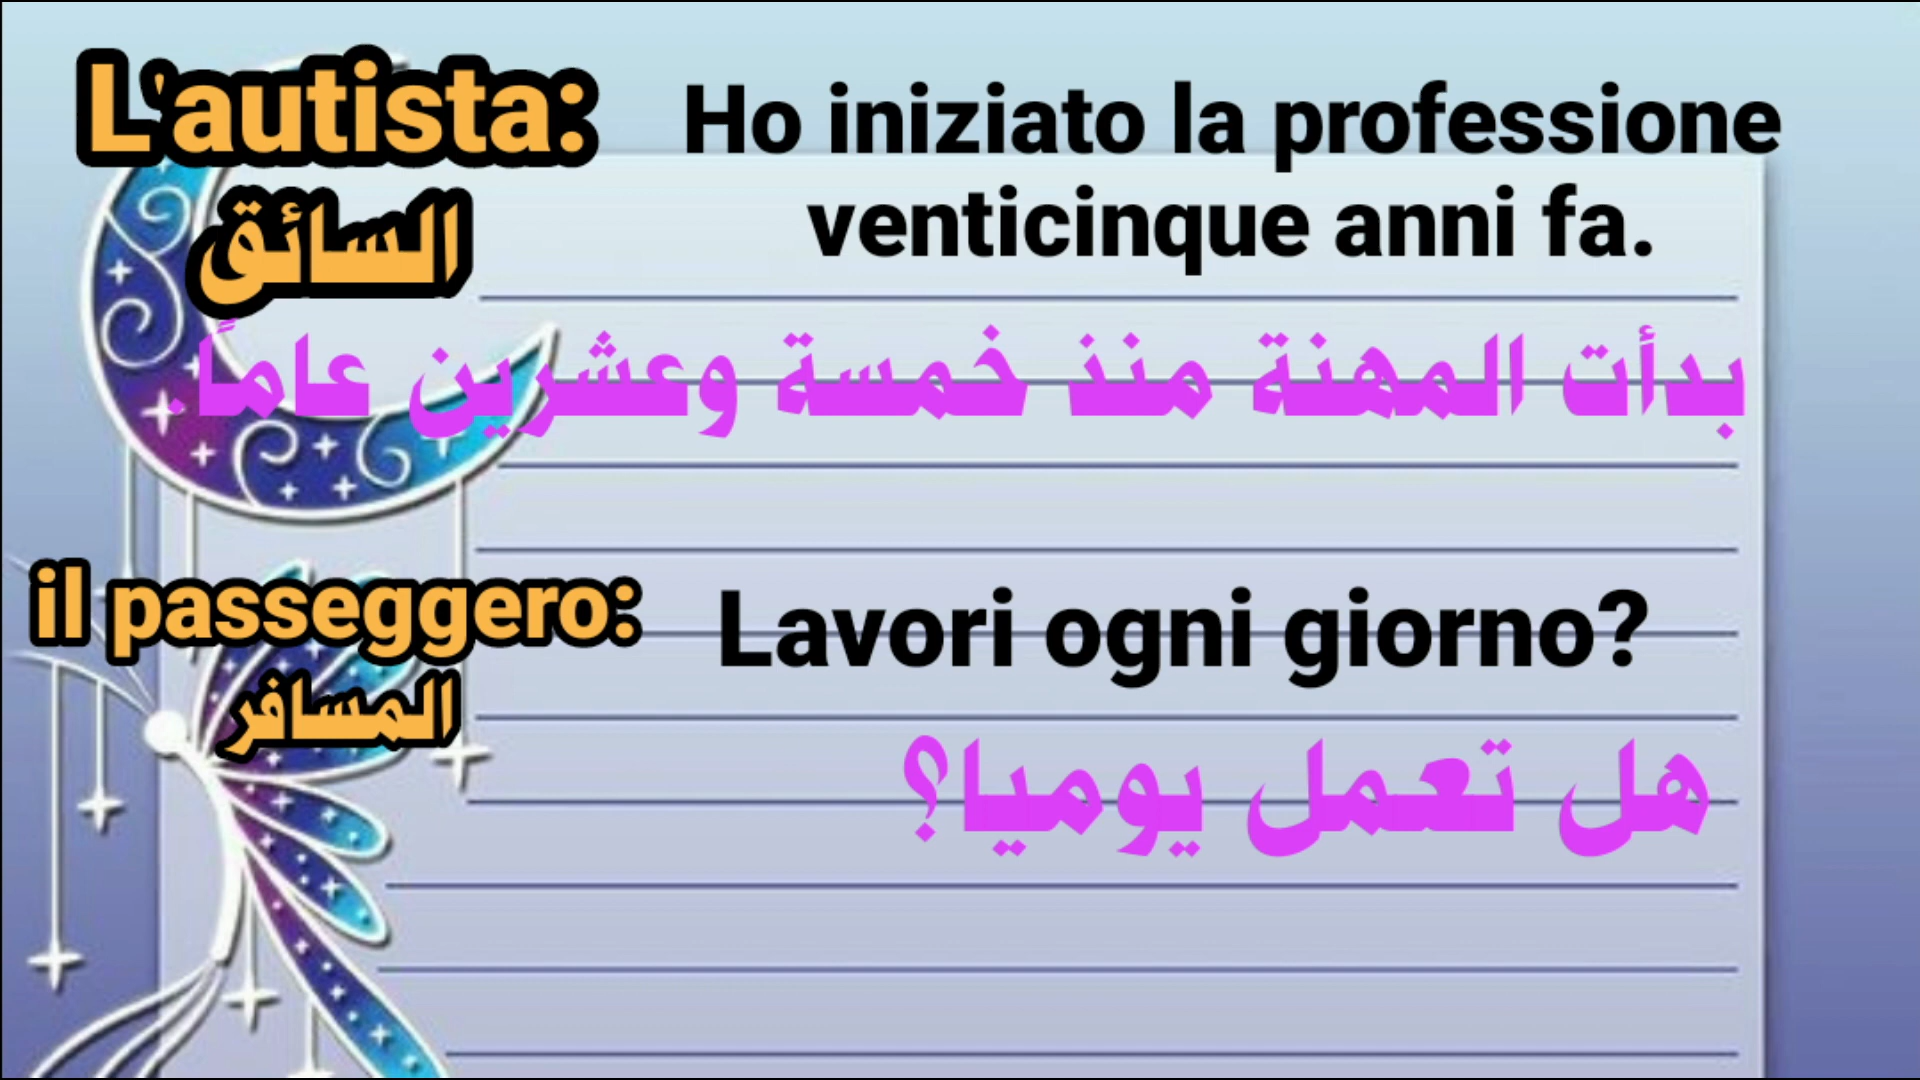 L'autista:
Ho iniziato la professione
venticinque anni fa.
السائق
بدأت المهنة منذ خمسة وعشرين عاماً.
il passeggero:
Lavori ogni giorno?
المسافر
هل تعمل يوميا؟